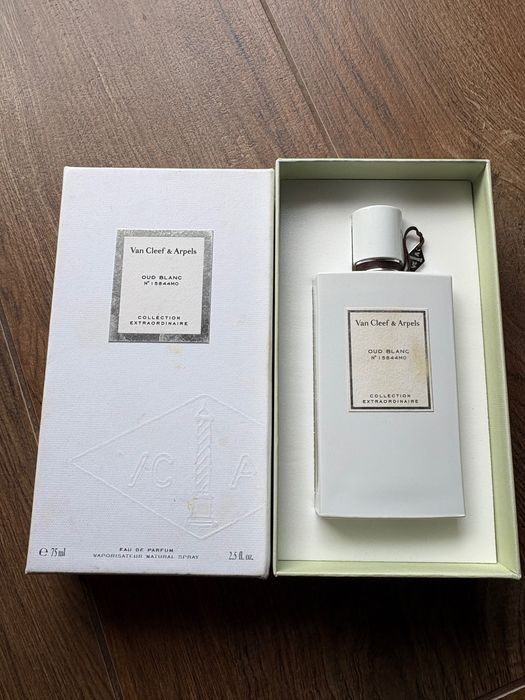 Van Cleef & Arpels
OUD BLANC
N° 15844MO
COLLECTION
EXTRAORDINAIRE
VC A
e 75 ml
EAU DE PARFUM
VAPORISATEUR NATURAL SPRAY
2.5 fl. oz.
Van Cleef & Arpels
OUD BLANC
N° 15844MO
COLLECTION
EXTRAORDINAIRE